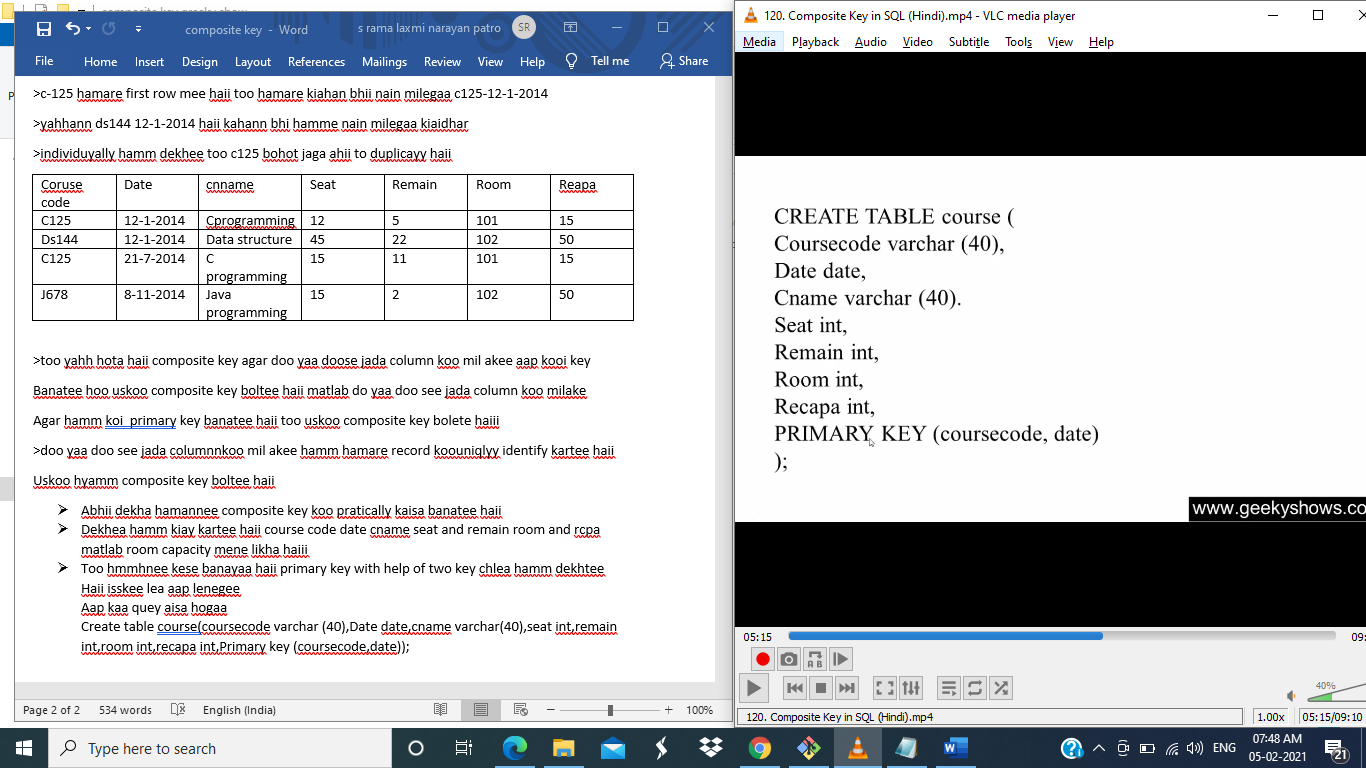 composite key - Word
s rama laxmi narayan patro
SR
File Home Insert Design Layout References Mailings Review View Help Tell me Share
>c-125 hamare first row mee haii too hamare kiahan bhii nain milegaa c125-12-1-2014
>yahhann ds144 12-1-2014 haii kahann bhi hamme nain milegaa kiaidhar
>individuyally hamm dekhee too c125 bohot jaga ahii to duplicayy haii
Coruse code Date cnname Seat Remain Room Reapa
C125 12-1-2014 Cprogramming 12 5 101 15
Ds144 12-1-2014 Data structure 45 22 102 50
C125 21-7-2014 C programming 15 11 101 15
J678 8-11-2014 Java programming 15 2 102 50
>too yahh hota haii composite key agar doo yaa doose jada column koo mil akee aap kooi key
Banatee hoo uskoo composite key boltee haii matlab do yaa doo see jada column koo milake
Agar hamm koi primary key banatee haii too uskoo composite key bolete haiii
>doo yaa doo see jada columnnkoo mil akee hamm hamare record koouniqlyy identify kartee haii
Uskoo hyamm composite key boltee haii
Abhii dekha hamannee composite key koo pratically kaisa banatee haii
Dekhea hamm kiay kartee haii course code date cname seat and remain room and rcpa
matlab room capacity mene likha haiii
Too hmmhnee kese banayaa haii primary key with help of two key chlea hamm dekhtee
Haii isskee lea aap lenegee
Aap kaa quey aisa hogaa
Create table course(coursecode varchar (40),Date date,cname varchar(40),seat int,remain
int,room int,recapa int,Primary key (coursecode,date));
Page 2 of 2 534 words English (India) 100%
120. Composite Key in SQL (Hindi).mp4 - VLC media player
Media Playback Audio Video Subtitle Tools View Help
CREATE TABLE course (
Coursecode varchar (40),
Date date,
Cname varchar (40).
Seat int,
Remain int,
Room int,
Recapa int,
PRIMARY KEY (coursecode, date)
);
www.geekyshows.co
05:15 09:
40%
120. Composite Key in SQL (Hindi).mp4 1.00x 05:15/09:10
Type here to search
ENG
07:48 AM
05-02-2021
21